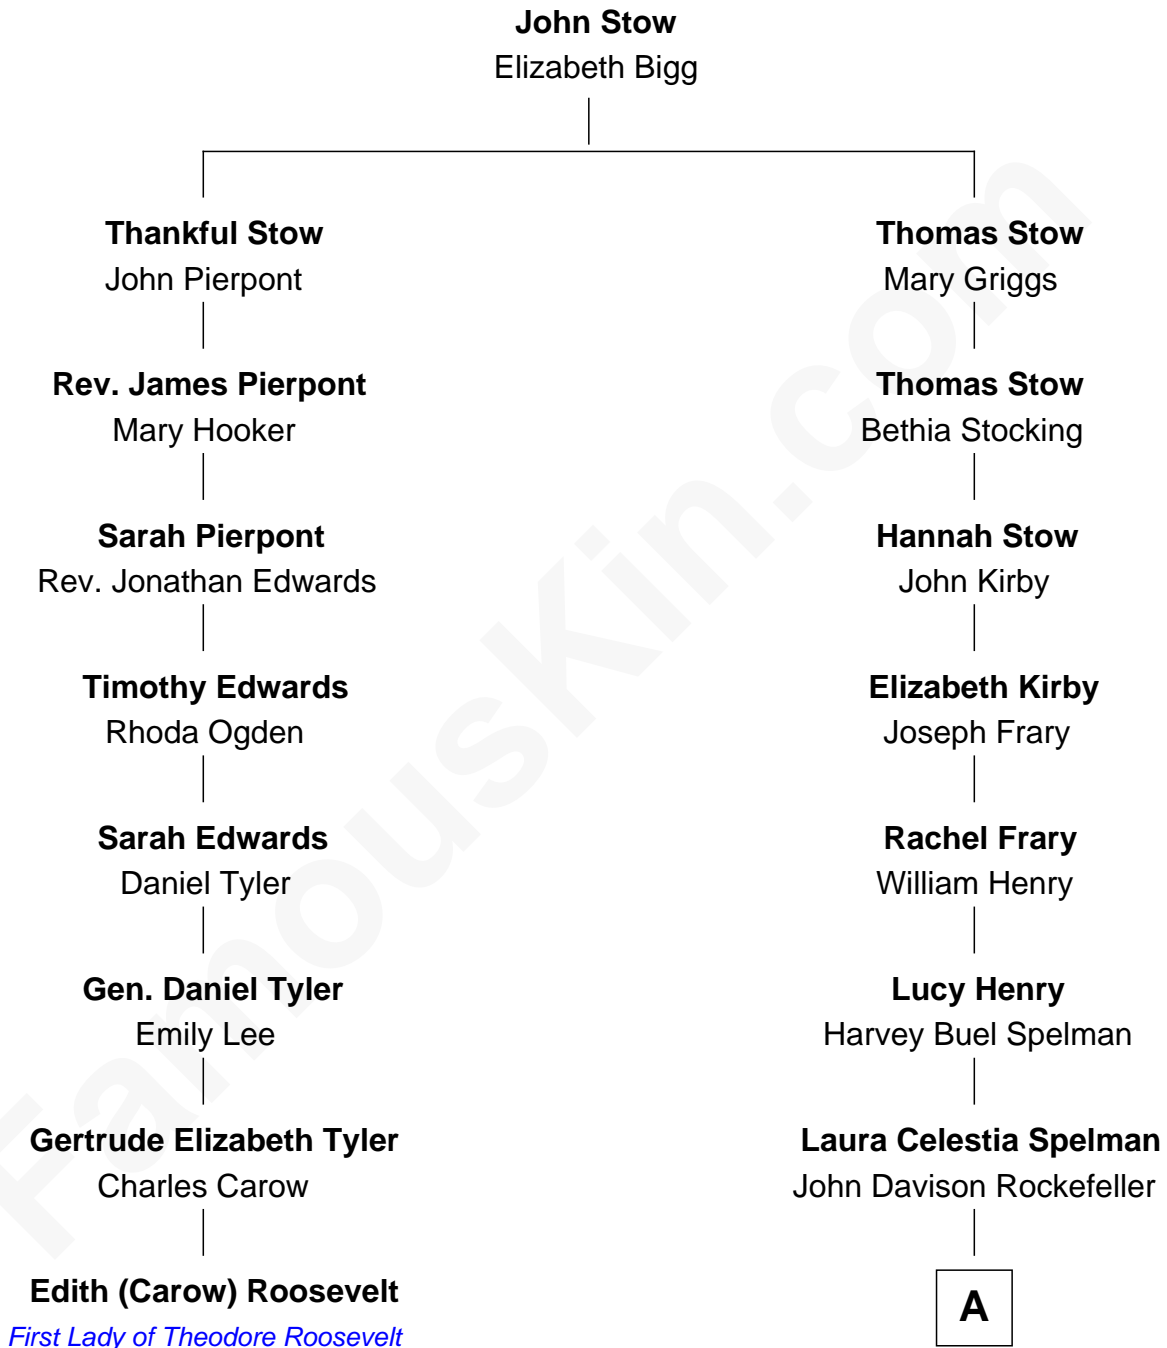 John Stow
Elizabeth Bigg
Thankful Stow
John Pierpont
Rev. James Pierpont
Mary Hooker
Sarah Pierpont
Rev. Jonathan Edwards
Timothy Edwards
Rhoda Ogden
Sarah Edwards
Daniel Tyler
Gen. Daniel Tyler
Emily Lee
Gertrude Elizabeth Tyler
Charles Carow
Edith (Carow) Roosevelt
First Lady of Theodore Roosevelt
Thomas Stow
Mary Griggs
Thomas Stow
Bethia Stocking
Hannah Stow
John Kirby
Elizabeth Kirby
Joseph Frary
Rachel Frary
William Henry
Lucy Henry
Harvey Buel Spelman
Laura Celestia Spelman
John Davison Rockefeller
A
FamousKin.com